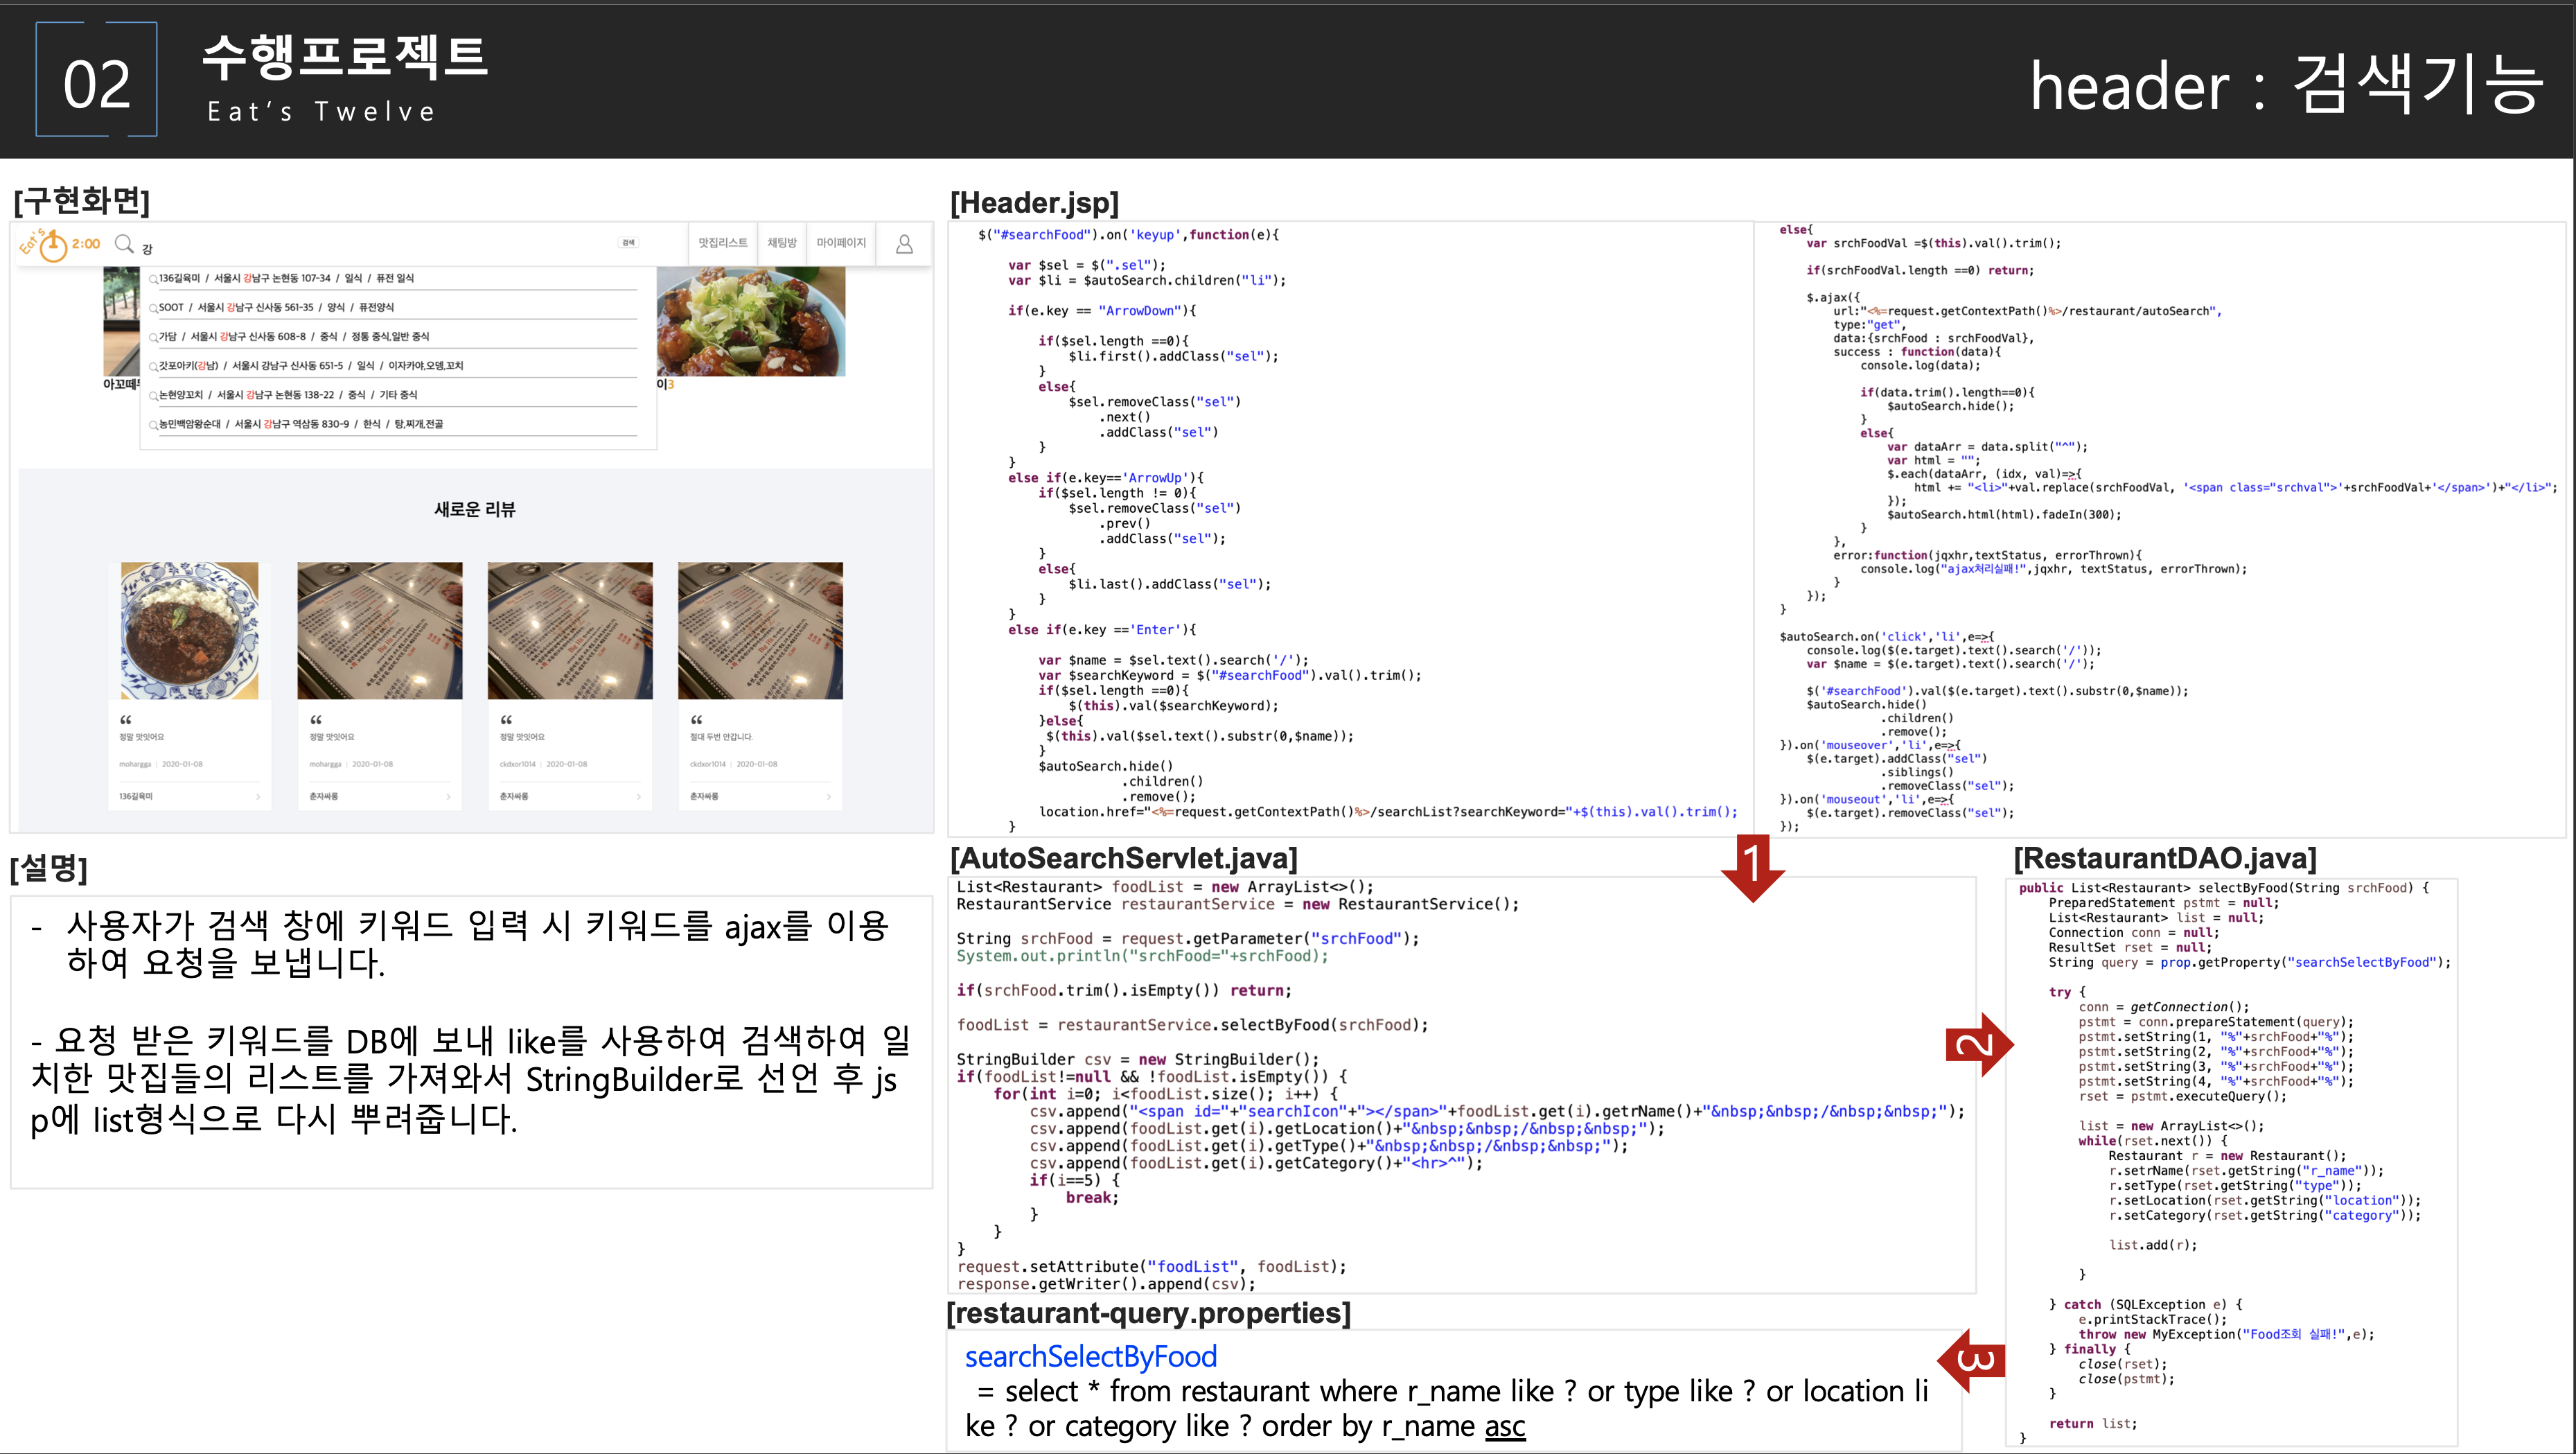 02
수행프로젝트
Eat's Twelve
header : 검색기능
[구현화면]
Eat's 1 2:00
강
검색
맛집리스트
채팅방
마이페이지
136길육미 / 서울시 강남구 논현동 107-34 / 일식 / 퓨전 일식
SOOT / 서울시 강남구 신사동 561-35 / 양식 / 퓨전양식
가담 / 서울시 강남구 신사동 608-8 / 중식 / 정통 중식,일반 중식
갓포아키(강남) / 서울시 강남구 신사동 651-5 / 일식 / 이자카야,오뎅,꼬치
논현양꼬치 / 서울시 강남구 논현동 138-22 / 중식 / 기타 중식
농민백암왕순대 / 서울시 강남구 역삼동 830-9 / 한식 / 탕,찌개,전골
아꼬떼
이3
새로운 리뷰
“
정말 맛잇어요
mohargga | 2020-01-08
136길육미
“
정말 맛잇어요
mohargga | 2020-01-08
춘자싸롱
“
정말 맛잇어요
ckdxor1014 | 2020-01-08
춘자싸롱
“
절대 두번 안갑니다.
ckdxor1014 | 2020-01-08
춘자싸롱
[설명]
- 사용자가 검색 창에 키워드 입력 시 키워드를 ajax를 이용
하여 요청을 보냅니다.
- 요청 받은 키워드를 DB에 보내 like를 사용하여 검색하여 일
치한 맛집들의 리스트를 가져와서 StringBuilder로 선언 후 js
p에 list형식으로 다시 뿌려줍니다.
[Header.jsp]
$("#searchFood").on('keyup',function(e){
var $sel = $(".sel");
var $li = $autoSearch.children("li");
if(e.key == "ArrowDown"){
if($sel.length ==0){
$li.first().addClass("sel");
}
else{
$sel.removeClass("sel")
.next()
.addClass("sel")
}
}
else if(e.key=='ArrowUp'){
if($sel.length != 0){
$sel.removeClass("sel")
.prev()
.addClass("sel");
}
else{
$li.last().addClass("sel");
}
}
else if(e.key =='Enter'){
var $name = $sel.text().search('/');
var $searchKeyword = $("#searchFood").val().trim();
if($sel.length ==0){
$(this).val($searchKeyword);
}else{
$(this).val($sel.text().substr(0,$name));
}
$autoSearch.hide()
.children()
.remove();
location.href="<%=request.getContextPath()%>/searchList?searchKeyword="+$(this).val().trim();
}
else{
var srchFoodVal =$(this).val().trim();
if(srchFoodVal.length ==0) return;
$.ajax({
url:"<%=request.getContextPath()%>/restaurant/autoSearch",
type:"get",
data:{srchFood : srchFoodVal},
success : function(data){
console.log(data);
if(data.trim().length==0){
$autoSearch.hide();
}
else{
var dataArr = data.split("^");
var html = "";
$.each(dataArr, (idx, val)=>{
html += "<li>"+val.replace(srchFoodVal, '<span class="srchval">'+srchFoodVal+'</span>')+"</li>";
});
$autoSearch.html(html).fadeIn(300);
}
},
error:function(jqxhr,textStatus, errorThrown){
console.log("ajax처리실패!",jqxhr, textStatus, errorThrown);
}
});
}
$autoSearch.on('click','li',e=>{
console.log($(e.target).text().search('/'));
var $name = $(e.target).text().search('/');
$('#searchFood').val($(e.target).text().substr(0,$name));
$autoSearch.hide()
.children()
.remove();
}).on('mouseover','li',e=>{
$(e.target).addClass("sel")
.siblings()
.removeClass("sel");
}).on('mouseout','li',e=>{
$(e.target).removeClass("sel");
});
1
[AutoSearchServlet.java]
List<Restaurant> foodList = new ArrayList<>();
RestaurantService restaurantService = new RestaurantService();
String srchFood = request.getParameter("srchFood");
System.out.println("srchFood="+srchFood);
if(srchFood.trim().isEmpty()) return;
foodList = restaurantService.selectByFood(srchFood);
StringBuilder csv = new StringBuilder();
if(foodList!=null && !foodList.isEmpty()) {
for(int i=0; i<foodList.size(); i++) {
csv.append("<span id="+"searchIcon"+"></span>"+foodList.get(i).getrName()+"&nbsp;&nbsp;/&nbsp;&nbsp;");
csv.append(foodList.get(i).getLocation()+"&nbsp;&nbsp;/&nbsp;&nbsp;");
csv.append(foodList.get(i).getType()+"&nbsp;&nbsp;/&nbsp;&nbsp;");
csv.append(foodList.get(i).getCategory()+"<hr>^");
if(i==5) {
break;
}
}
}
request.setAttribute("foodList", foodList);
response.getWriter().append(csv);
2
[RestaurantDAO.java]
public List<Restaurant> selectByFood(String srchFood) {
PreparedStatement pstmt = null;
List<Restaurant> list = null;
Connection conn = null;
ResultSet rset = null;
String query = prop.getProperty("searchSelectByFood");
try {
conn = getConnection();
pstmt = conn.prepareStatement(query);
pstmt.setString(1, "%"+srchFood+"%");
pstmt.setString(2, "%"+srchFood+"%");
pstmt.setString(3, "%"+srchFood+"%");
pstmt.setString(4, "%"+srchFood+"%");
rset = pstmt.executeQuery();
list = new ArrayList<>();
while(rset.next()) {
Restaurant r = new Restaurant();
r.setrName(rset.getString("r_name"));
r.setType(rset.getString("type"));
r.setLocation(rset.getString("location"));
r.setCategory(rset.getString("category"));
list.add(r);
}
} catch (SQLException e) {
e.printStackTrace();
throw new MyException("Food조회 실패!",e);
} finally {
close(rset);
close(pstmt);
}
return list;
}
3
[restaurant-query.properties]
searchSelectByFood
= select * from restaurant where r_name like ? or type like ? or location li
ke ? or category like ? order by r_name asc